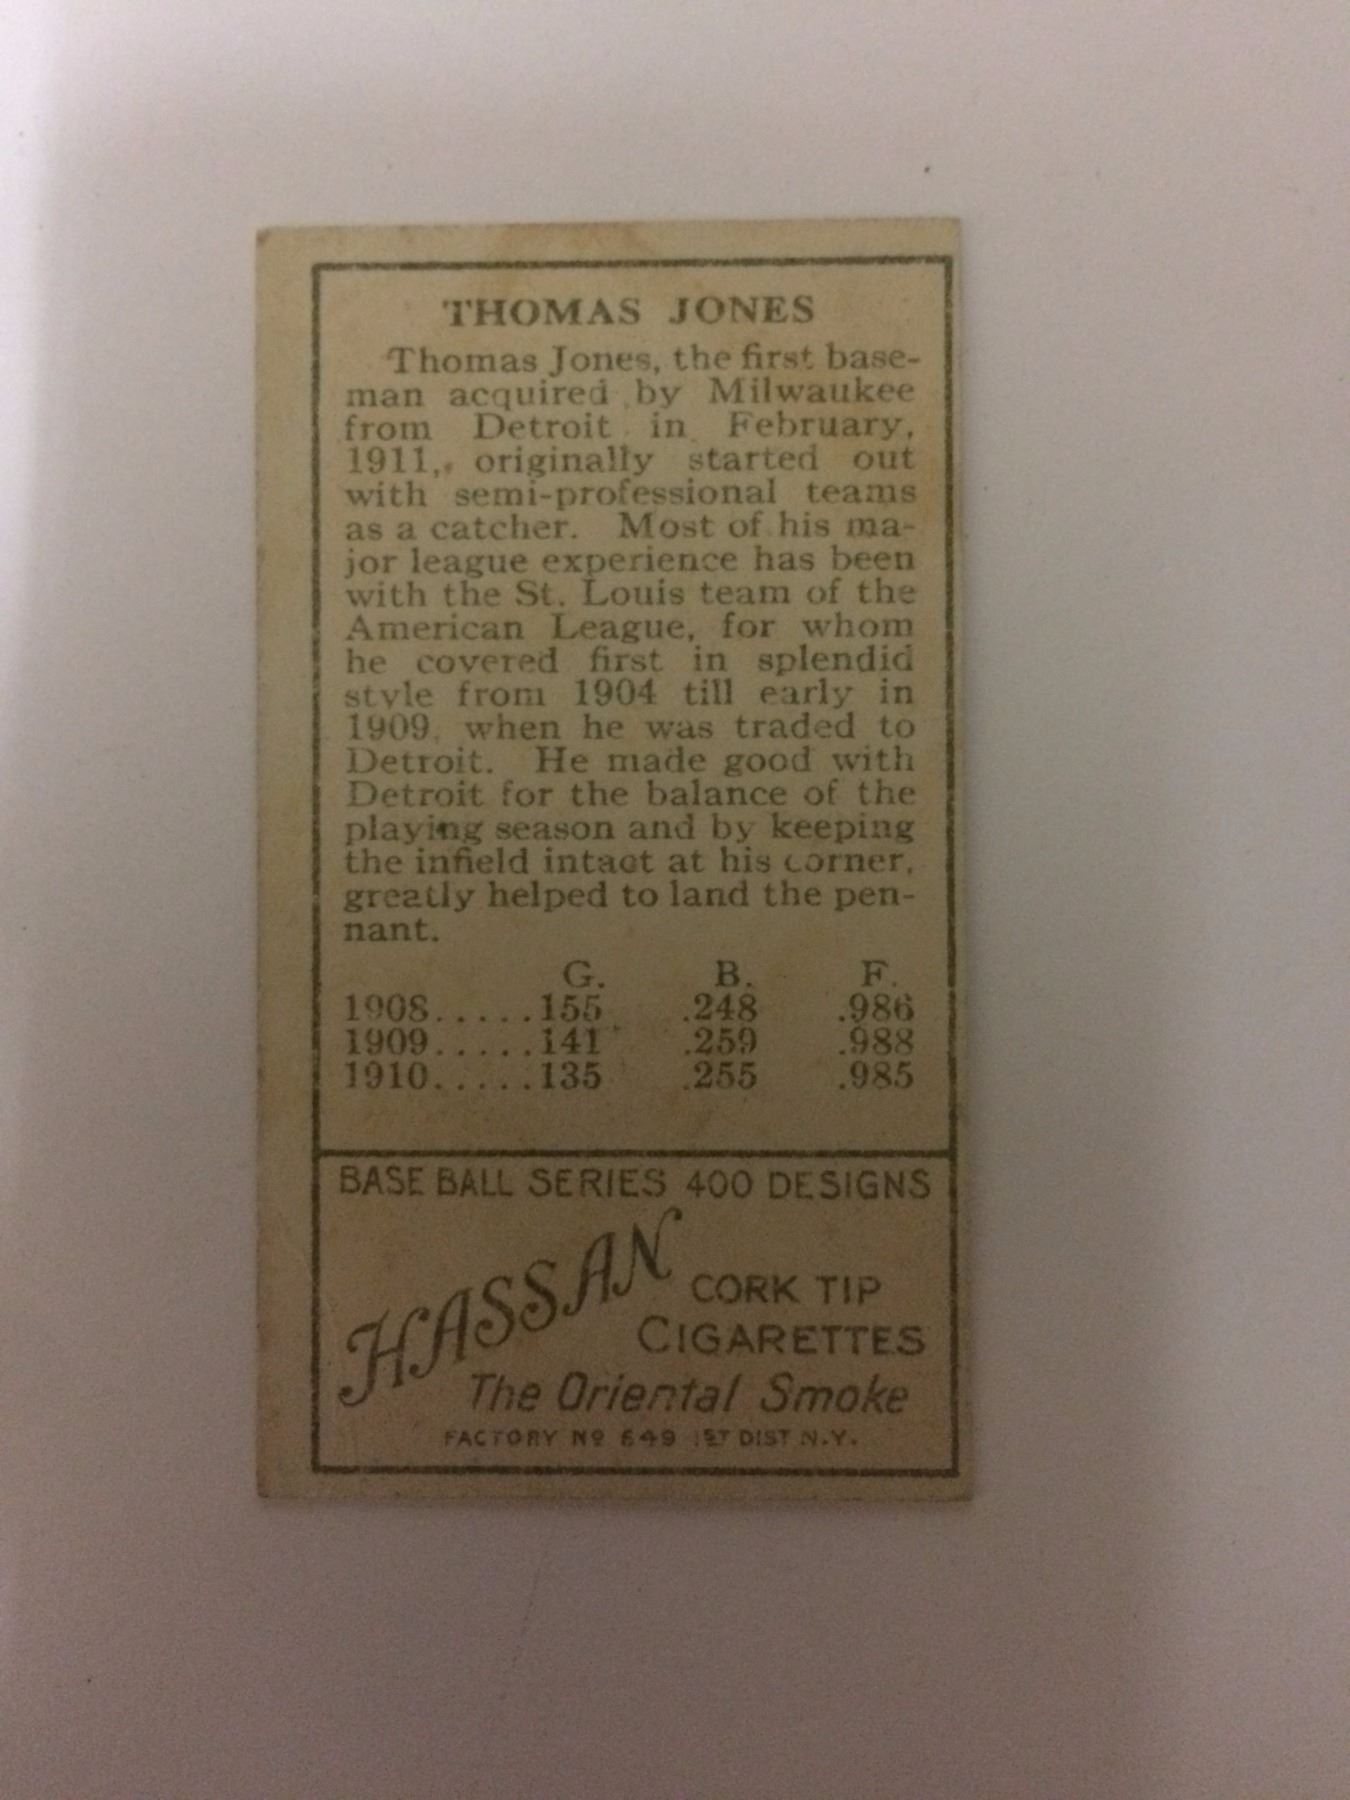 THOMAS JONES
Thomas Jones, the first base-
man acquired by Milwaukee
from Detroit in February,
1911, originally started out
with semi-professional teams
as a catcher. Most of his ma-
jor league experience has been
with the St. Louis team of the
American League, for whom
he covered first in splendid
style from 1904 till early in
1909, when he was traded to
Detroit. He made good with
Detroit for the balance of the
playing season and by keeping
the infield intact at his corner,
greatly helped to land the pen-
nant.
G. B. F.
1908.....155 .248 .986
1909.....141 .259 .988
1910.....135 .255 .985
BASE BALL SERIES 400 DESIGNS
HASSAN CORK TIP
CIGARETTES
The Oriental Smoke
FACTORY Nº 649 1ST DIST N.Y.